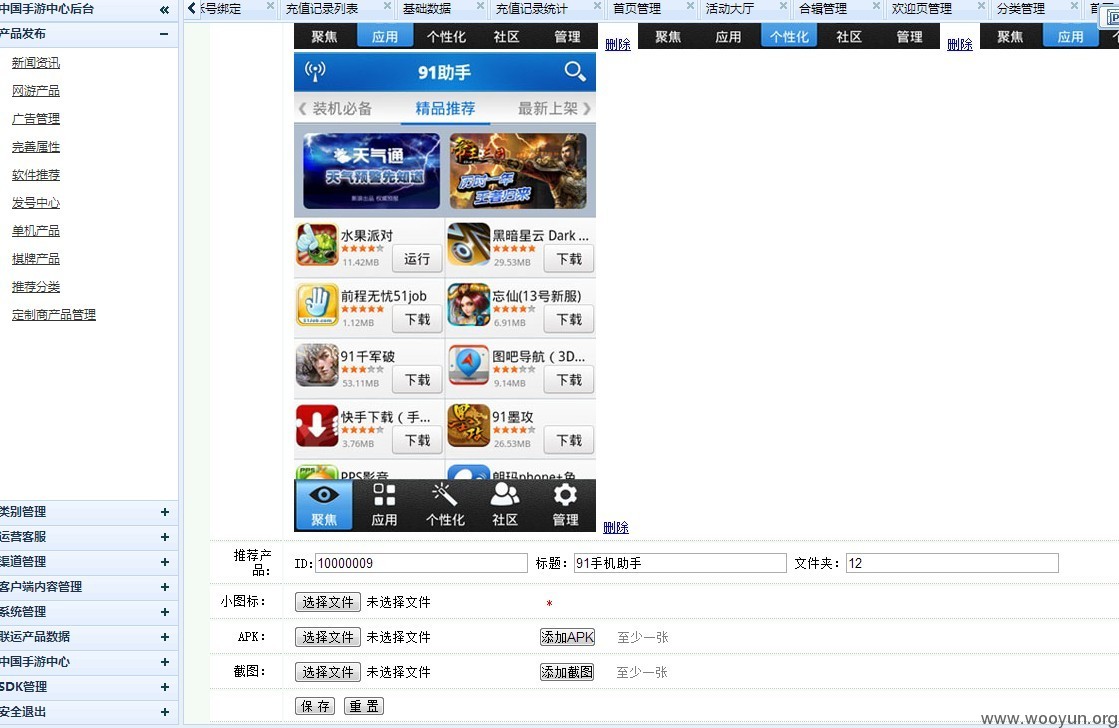 中国手游中心后台 «
号绑定 × 充值记录列表 × 基础数据 × 充值记录统计 × 首页管理 × 活动大厅 × 合辑管理 × 欢迎页管理 × 分类管理 ×
产品发布 −
新闻资讯
网游产品
广告管理
完善属性
软件推荐
发号中心
单机产品
棋牌产品
推荐分类
定制商产品管理
类别管理 +
运营客服 +
渠道管理 +
客户端内容管理 +
系统管理 +
联运产品数据 +
中国手游中心 +
SDK管理 +
安全退出 +
聚焦 应用 个性化 社区 管理 删除 聚焦 应用 个性化 社区 管理 删除 聚焦 应用
91助手
装机必备 精品推荐 最新上架
天气通
天气预警先知道
帝王三国
历时一年
王者归来
水果派对 11.42MB 运行
黑暗星云 Dark ... 29.53MB 下载
前程无忧51job 1.12MB 下载
忘仙(13号新服) 6.91MB 下载
91千军破 53.11MB 下载
图吧导航（3D... 9.14MB 下载
快手下载（手... 3.76MB 下载
91墨攻 26.53MB 下载
PPS影音
朗玛phone+免
聚焦 应用 个性化 社区 管理 删除
推荐产品： ID: 10000009 标题: 91手机助手 文件夹: 12
小图标： 选择文件 未选择文件 *
APK： 选择文件 未选择文件 添加APK 至少一张
截图： 选择文件 未选择文件 添加截图 至少一张
保 存 重 置
www.wooyun.org